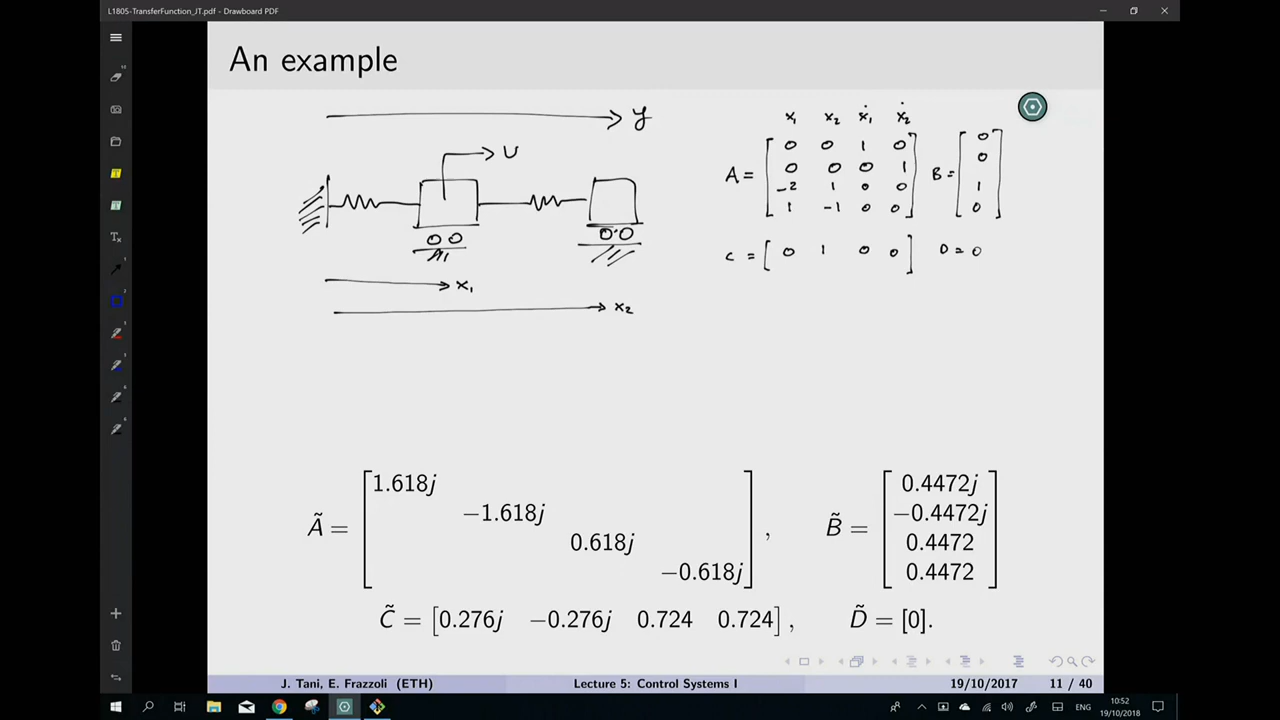 L180S-TransferFunction_JT.pdf - Drawboard PDF
An example
y
U
x₁
x₂
x₁ x₂ ẋ₁ ẋ₂
A = [0 0 1 0
0 0 0 1
-2 1 0 0
1 -1 0 0]
B = [0
0
1
0]
C = [0 1 0 0] D = 0
Ã = [1.618j
-1.618j
0.618j
-0.618j] ,
B̃ = [0.4472j
-0.4472j
0.4472
0.4472]
C̃ = [0.276j -0.276j 0.724 0.724] , D̃ = [0].
J. Tani, E. Frazzoli (ETH) Lecture 5: Control Systems I 19/10/2017 11 / 40
ENG
10:52
19/10/2018